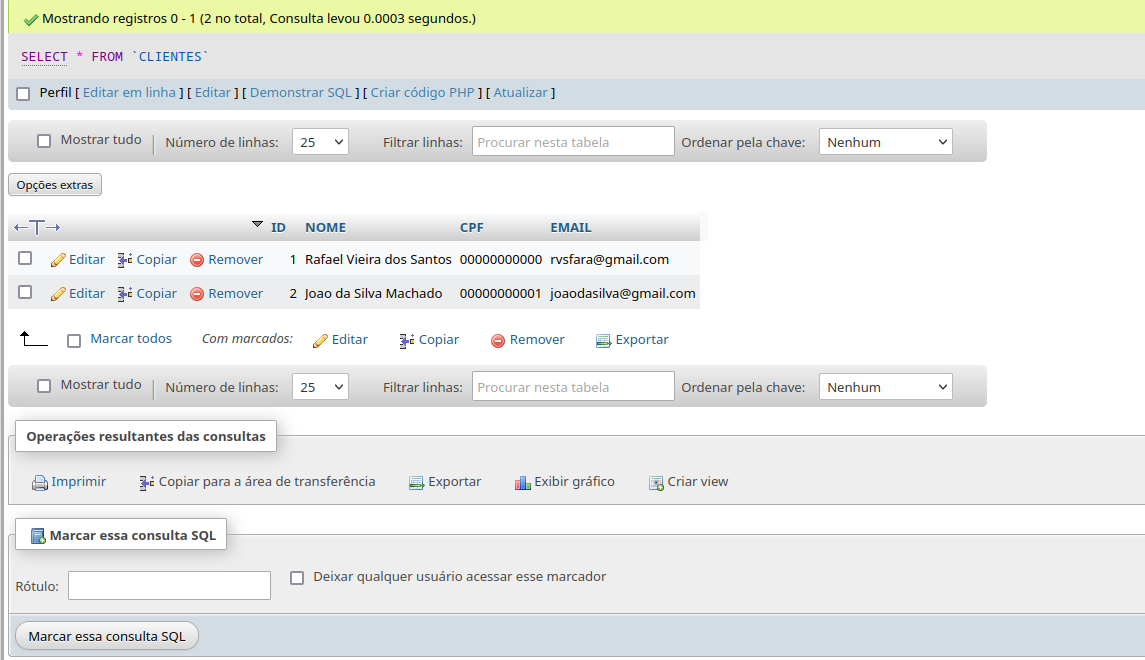 Mostrando registros 0 - 1 (2 no total, Consulta levou 0.0003 segundos.)
SELECT * FROM `CLIENTES`
Perfil [ Editar em linha ] [ Editar ] [ Demonstrar SQL ] [ Criar código PHP ] [ Atualizar ]
Mostrar tudo Número de linhas: 25 Filtrar linhas: Procurar nesta tabela Ordenar pela chave: Nenhum
Opções extras
ID NOME CPF EMAIL
Editar Copiar Remover 1 Rafael Vieira dos Santos 00000000000 rvsfara@gmail.com
Editar Copiar Remover 2 Joao da Silva Machado 00000000001 joaodasilva@gmail.com
Marcar todos Com marcados: Editar Copiar Remover Exportar
Mostrar tudo Número de linhas: 25 Filtrar linhas: Procurar nesta tabela Ordenar pela chave: Nenhum
Operações resultantes das consultas
Imprimir Copiar para a área de transferência Exportar Exibir gráfico Criar view
Marcar essa consulta SQL
Rótulo: Deixar qualquer usuário acessar esse marcador
Marcar essa consulta SQL